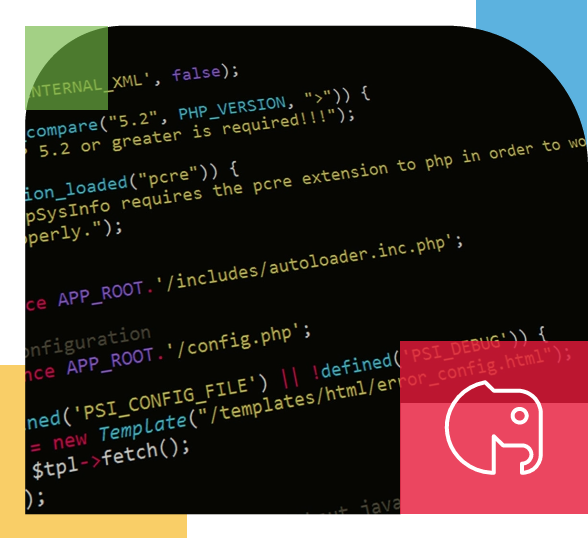 NTERNAL_XML', false);
compare("5.2", PHP_VERSION, ">")) {
5.2 or greater is required!!!");
ion_loaded("pcre")) {
pSysInfo requires the pcre extension to php in order to wo
perly.");
ce APP_ROOT.'/includes/autoloader.inc.php';
onfiguration
nce APP_ROOT.'/config.php';
ned('PSI_CONFIG_FILE') || !defined('PSI_DEBUG')) {
= new Template("/templates/html/error_config.html");
$tpl->fetch();
);
out java